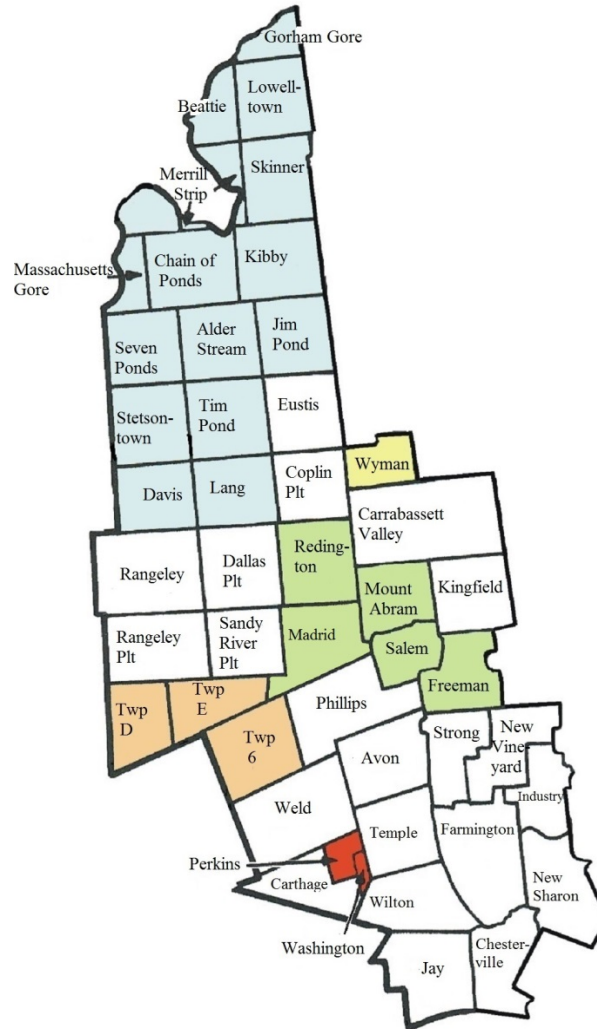 Gorham Gore
Lowell-
town
Beattie
Skinner
Merrill
Strip
Massachusetts
Gore
Chain of
Ponds
Kibby
Seven
Ponds
Alder
Stream
Jim
Pond
Stetson-
town
Tim
Pond
Eustis
Wyman
Davis
Lang
Coplin
Plt
Carrabassett
Valley
Rangeley
Dallas
Plt
Reding-
ton
Mount
Abram
Kingfield
Rangeley
Plt
Sandy
River
Plt
Madrid
Salem
Freeman
Twp
D
Twp
E
Twp
6
Phillips
Strong
New
Vine-
yard
Avon
Industry
Weld
Temple
Farmington
Perkins
Carthage
Wilton
New
Sharon
Washington
Jay
Chester-
ville